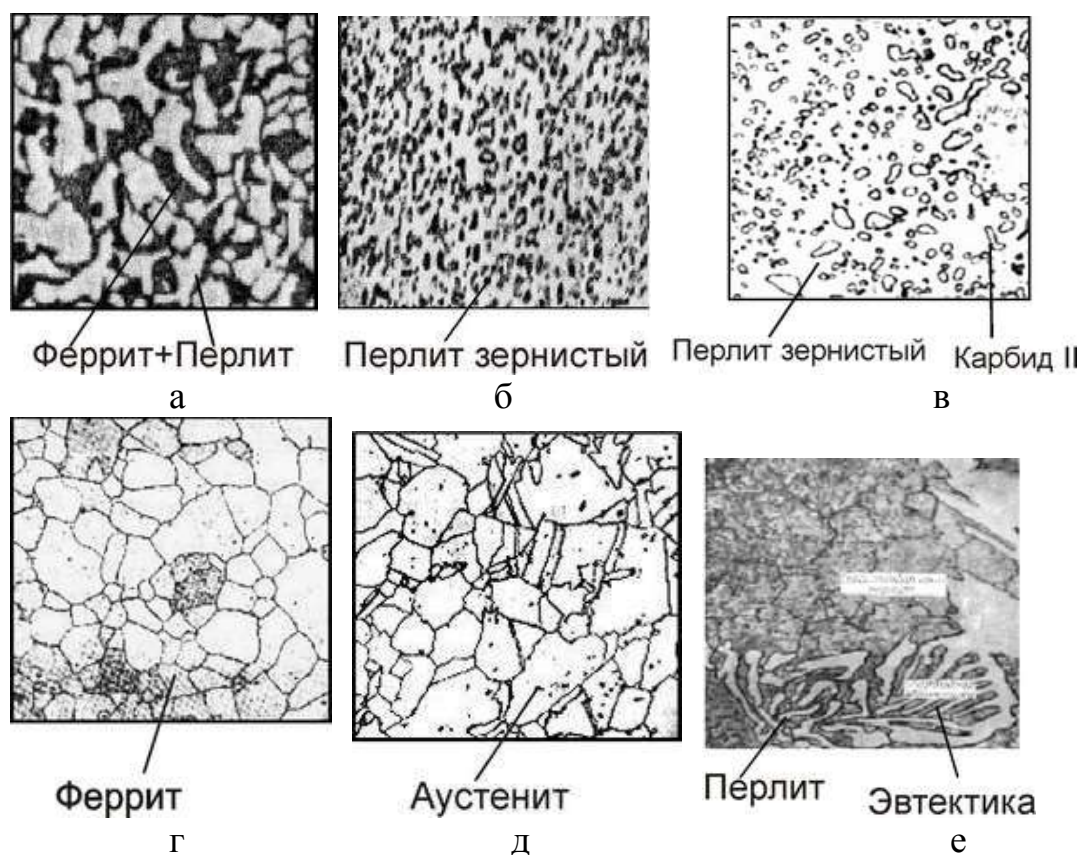 Феррит+Перлит
Перлит зернистый
Перлит зернистый
Карбид II
а
б
в
Феррит
Аустенит
Перлит
Эвтектика
г
д
е